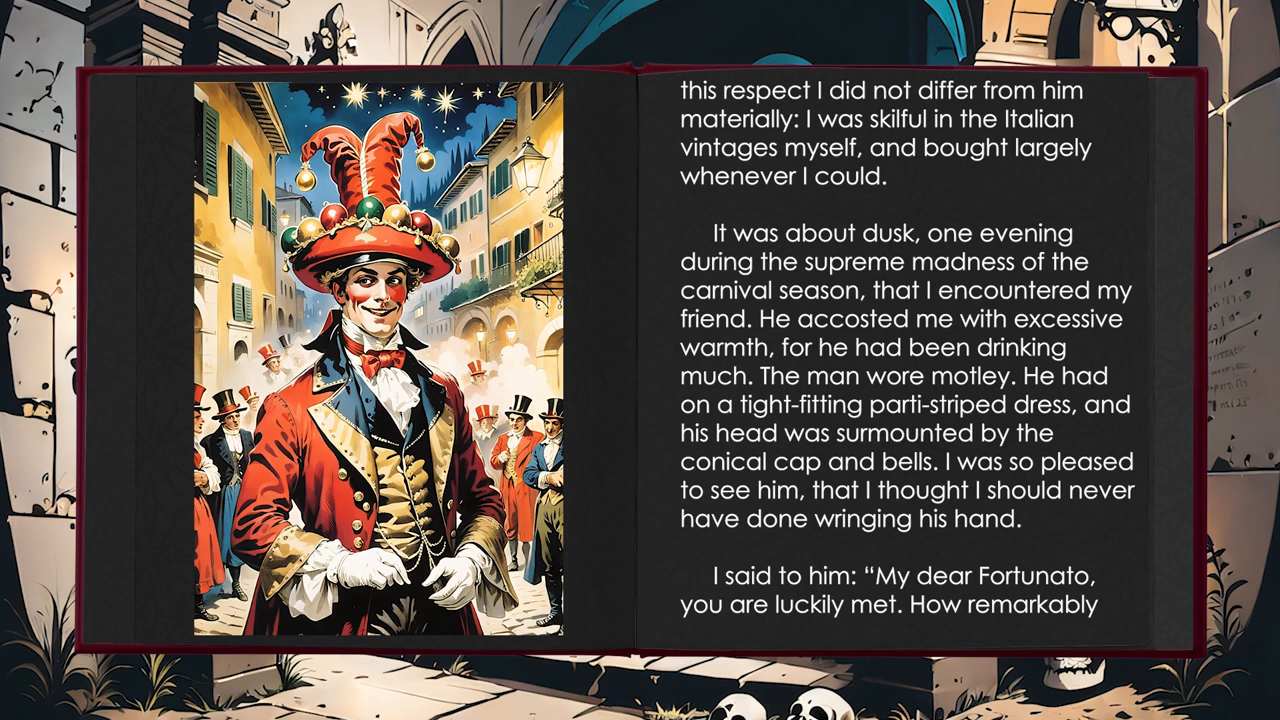 this respect I did not differ from him
materially: I was skilful in the Italian
vintages myself, and bought largely
whenever I could.
It was about dusk, one evening
during the supreme madness of the
carnival season, that I encountered my
friend. He accosted me with excessive
warmth, for he had been drinking
much. The man wore motley. He had
on a tight-fitting parti-striped dress, and
his head was surmounted by the
conical cap and bells. I was so pleased
to see him, that I thought I should never
have done wringing his hand.
I said to him: “My dear Fortunato,
you are luckily met. How remarkably